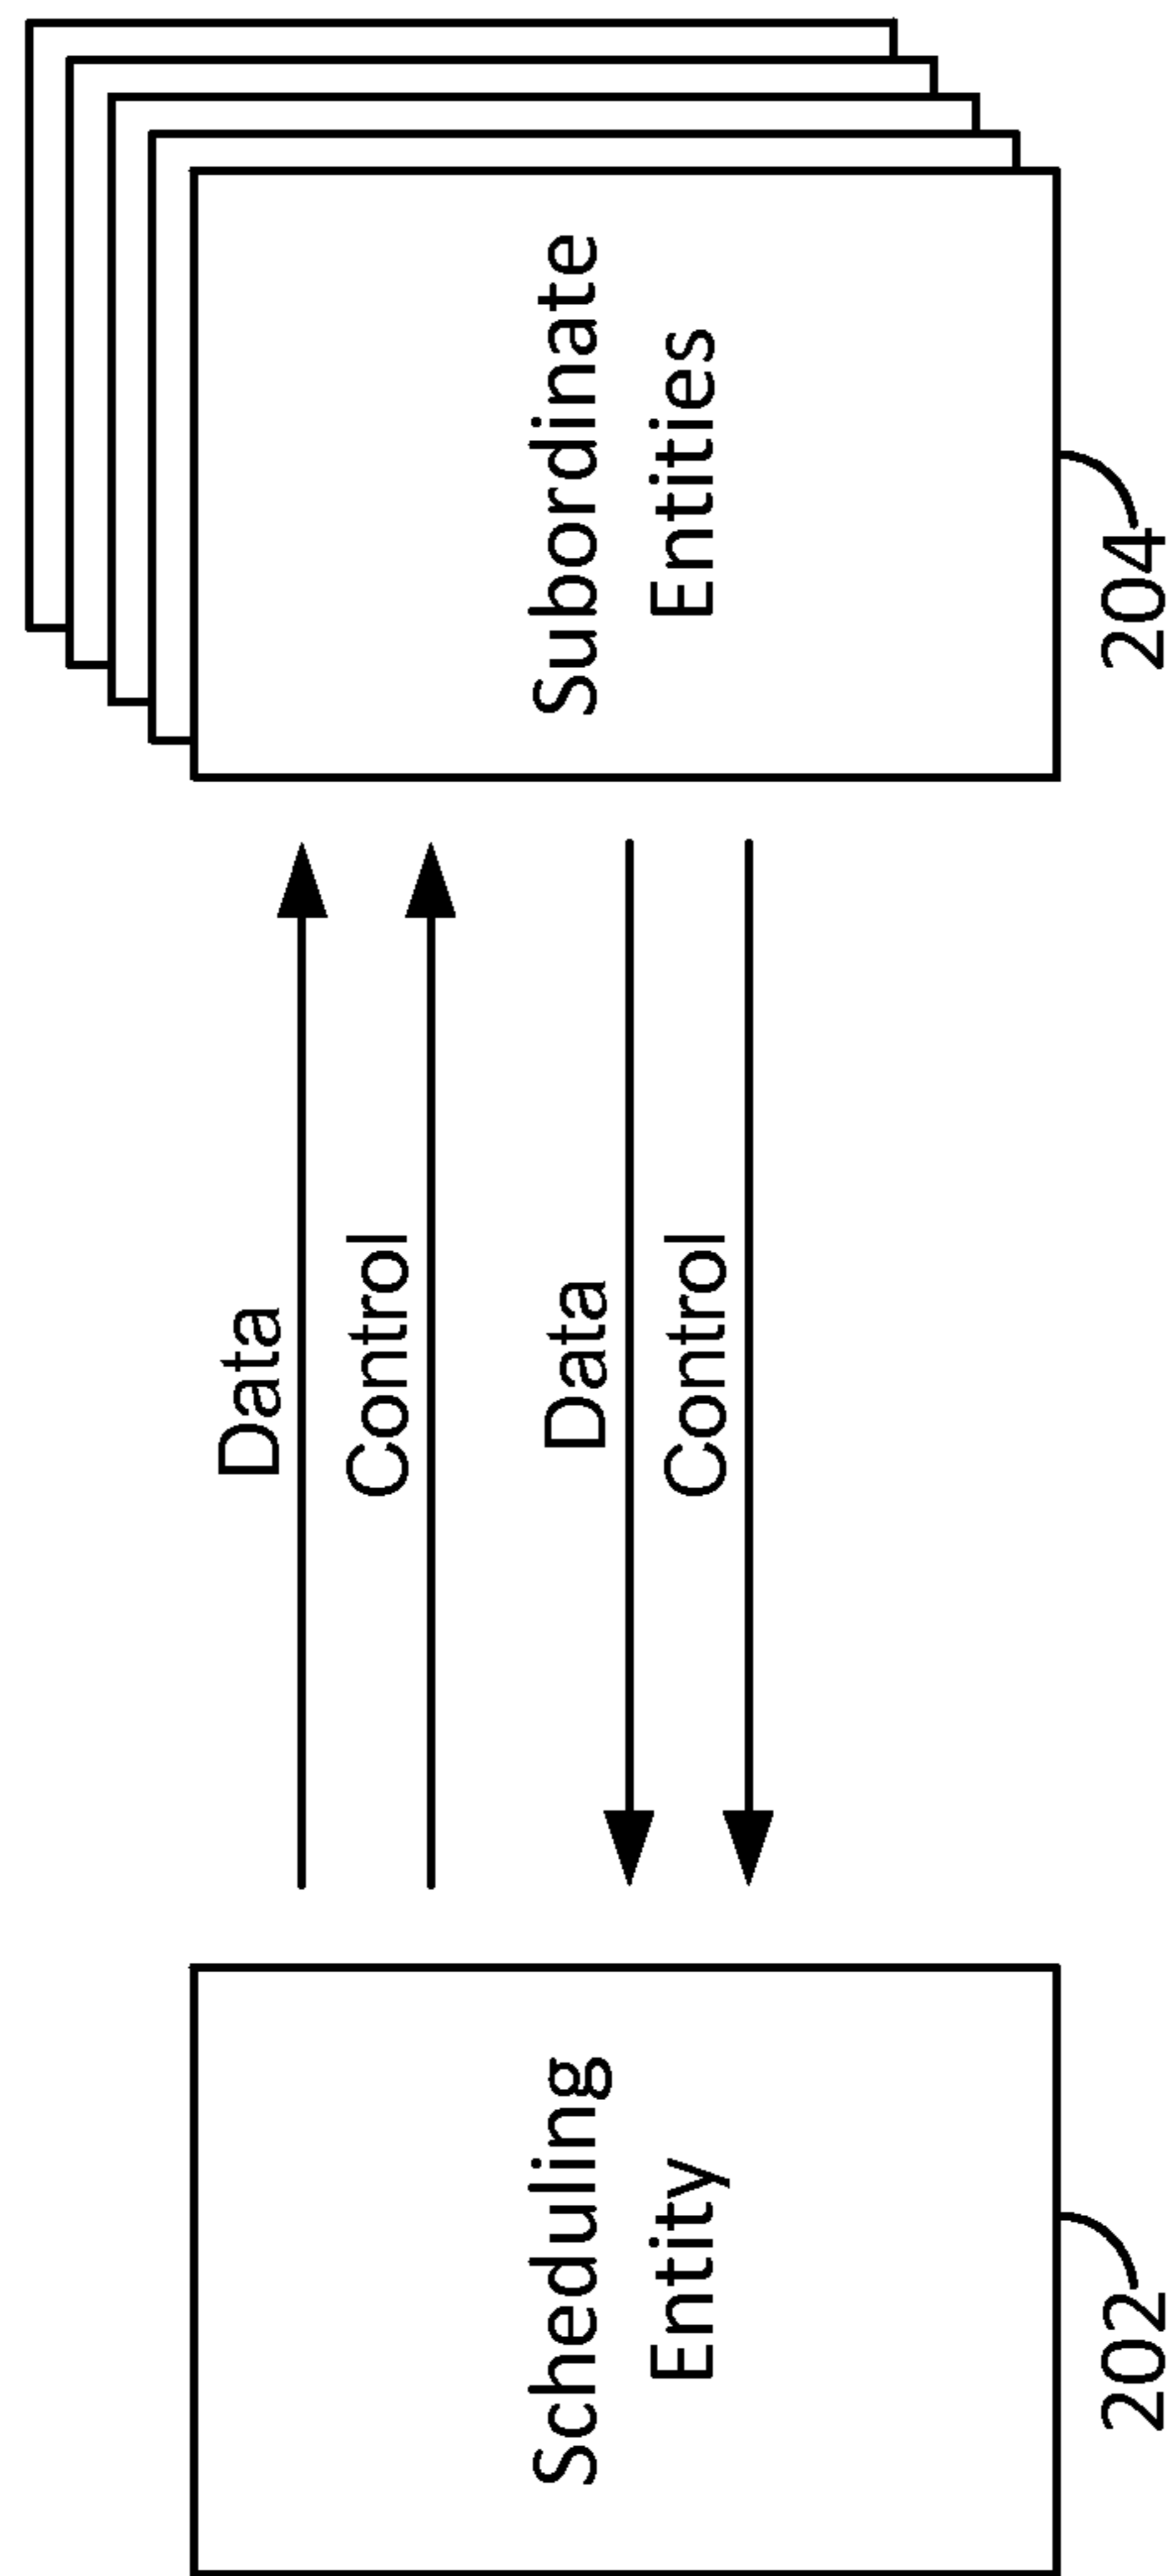 Scheduling
Entity
202
Data
Control
Data
Control
Subordinate
Entities
204